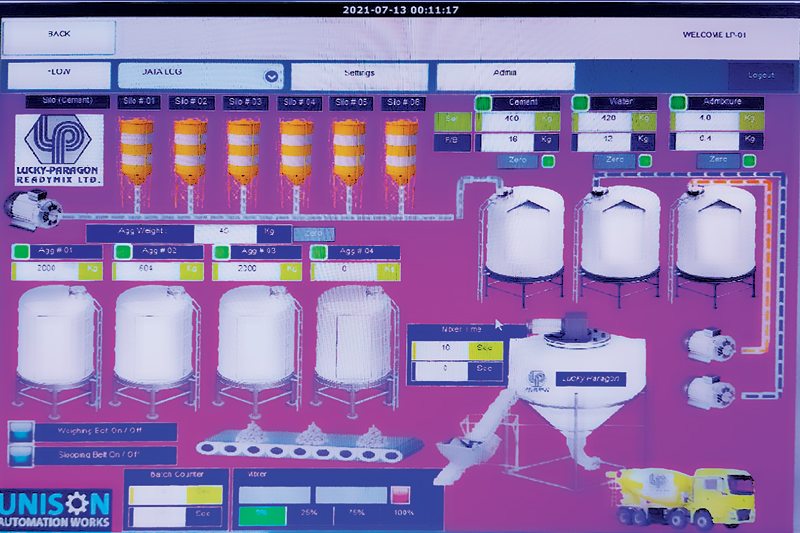 2021-07-13 00:11:17
BACK
WELCOME LP-01
FLOW
DATA LOG
Settings
Admin
Logout
Silo (Cement)
Silo # 01
Silo # 02
Silo # 03
Silo # 04
Silo # 05
Silo # 06
Cement
Water
Admixture
Set
400
Kg
420
Kg
4.0
Kg
F/B
16
Kg
12
Kg
0.4
Kg
Zero
Zero
Zero
LP
LUCKY-PARAGON
READYMIX LTD.
Agg Weight :
Kg
Zero
Agg # 01
Agg # 02
Agg # 03
Agg # 04
2000
Kg
604
Kg
2000
Kg
0
Kg
Mixer Time
10
Sec
0
Sec
Lucky Paragon
Weighing Belt On / Off
Sleeping Belt On / Off
Batch Counter
Sec
Mixer
25%
75%
100%
UNISON
AUTOMATION WORKS